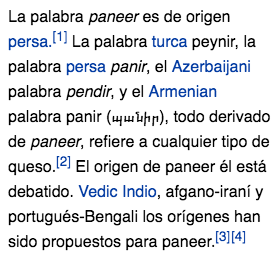 La palabra paneer es de origen
persa.[1] La palabra turca peynir, la
palabra persa panir, el Azerbaijani
palabra pendir, y el Armenian
palabra panir (պանիր), todo derivado
de paneer, refiere a cualquier tipo de
queso.[2] El origen de paneer él está
debatido. Vedic Indio, afgano-iraní y
portugués-Bengali los orígenes han
sido propuestos para paneer.[3][4]